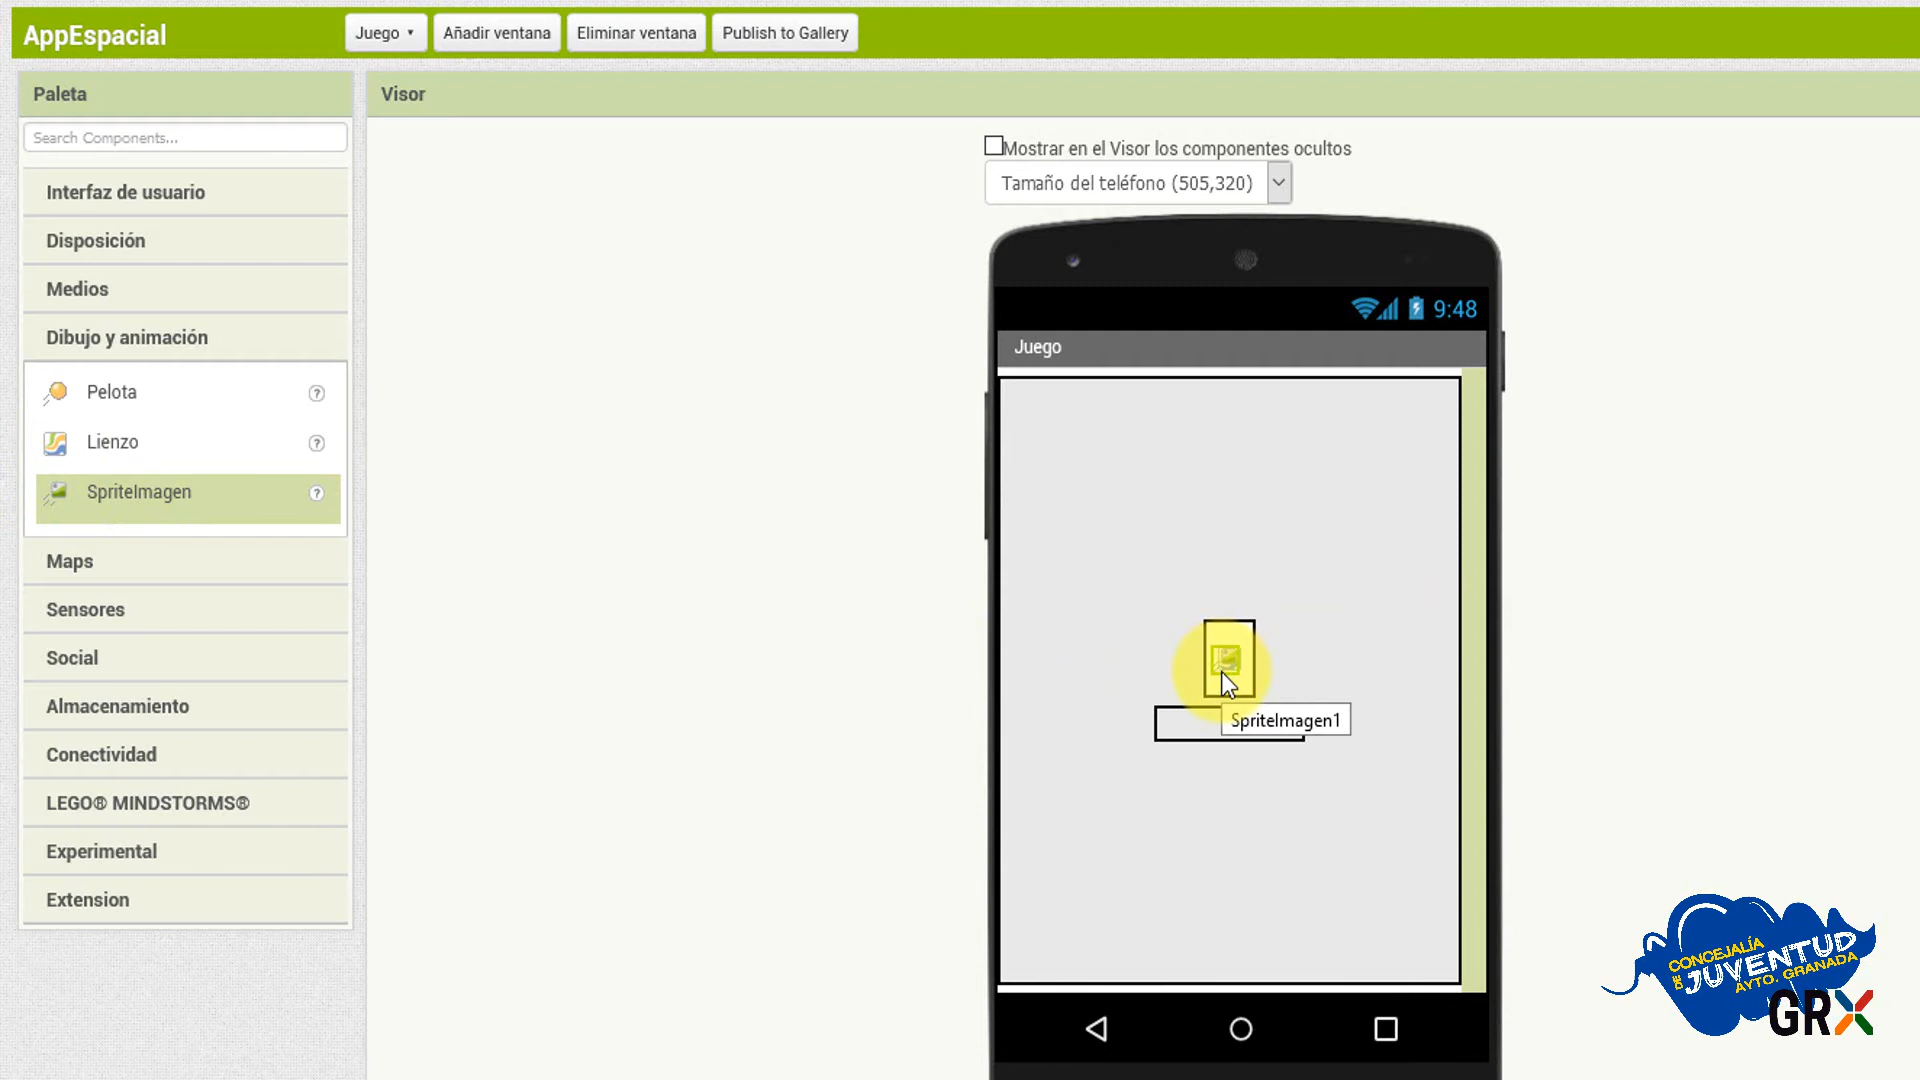 AppEspacial
Juego ▾
Añadir ventana
Eliminar ventana
Publish to Gallery
Paleta
Search Components...
Interfaz de usuario
Disposición
Medios
Dibujo y animación
Pelota ?
Lienzo ?
SpriteImagen ?
Maps
Sensores
Social
Almacenamiento
Conectividad
LEGO® MINDSTORMS®
Experimental
Extension
Visor
Mostrar en el Visor los componentes ocultos
Tamaño del teléfono (505,320)
9:48
Juego
SpriteImagen1
CONCEJALÍA
DE JUVENTUD
AYTO. GRANADA
GRX